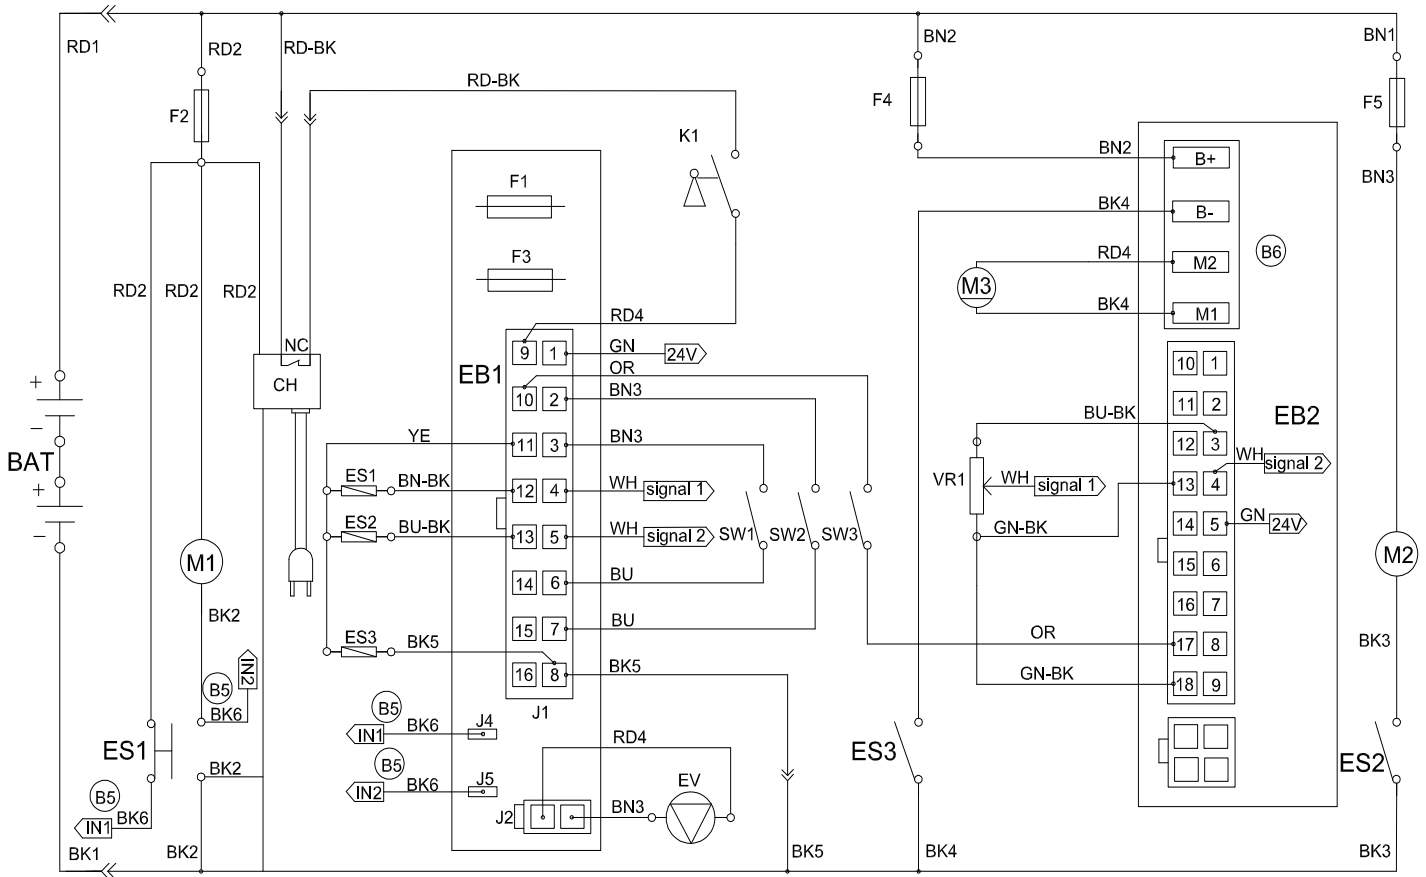 RD1
RD2
RD-BK
BN2
BN1
RD-BK
F2
F4
F5
K1
BN2
B+
F1
BN3
BK4
B-
F3
RD4
M2
B6
M3
RD2
RD2
RD2
BK4
M1
RD4
NC
9
1
GN
24V
CH
EB1
OR
10
1
+
10
2
BN3
11
2
BU-BK
EB2
−
YE
11
3
BN3
12
3
BAT
WH
signal 2
ES1
BN-BK
12
4
WH
signal 1
VR1
WH
signal 1
13
4
+
ES2
BU-BK
13
5
WH
signal 2
SW1
SW2
SW3
GN-BK
14
5
GN
24V
−
M1
M2
14
6
BU
15
6
BK2
15
7
BU
16
7
ES3
BK5
OR
17
8
BK3
IN2
B5
16
8
BK5
GN-BK
18
9
BK6
B5
J1
IN1
BK6
J4
RD4
ES1
ES3
ES2
BK2
B5
IN2
BK6
J5
EV
B5
J2
BN3
IN1
BK6
BK1
BK2
BK5
BK4
BK3